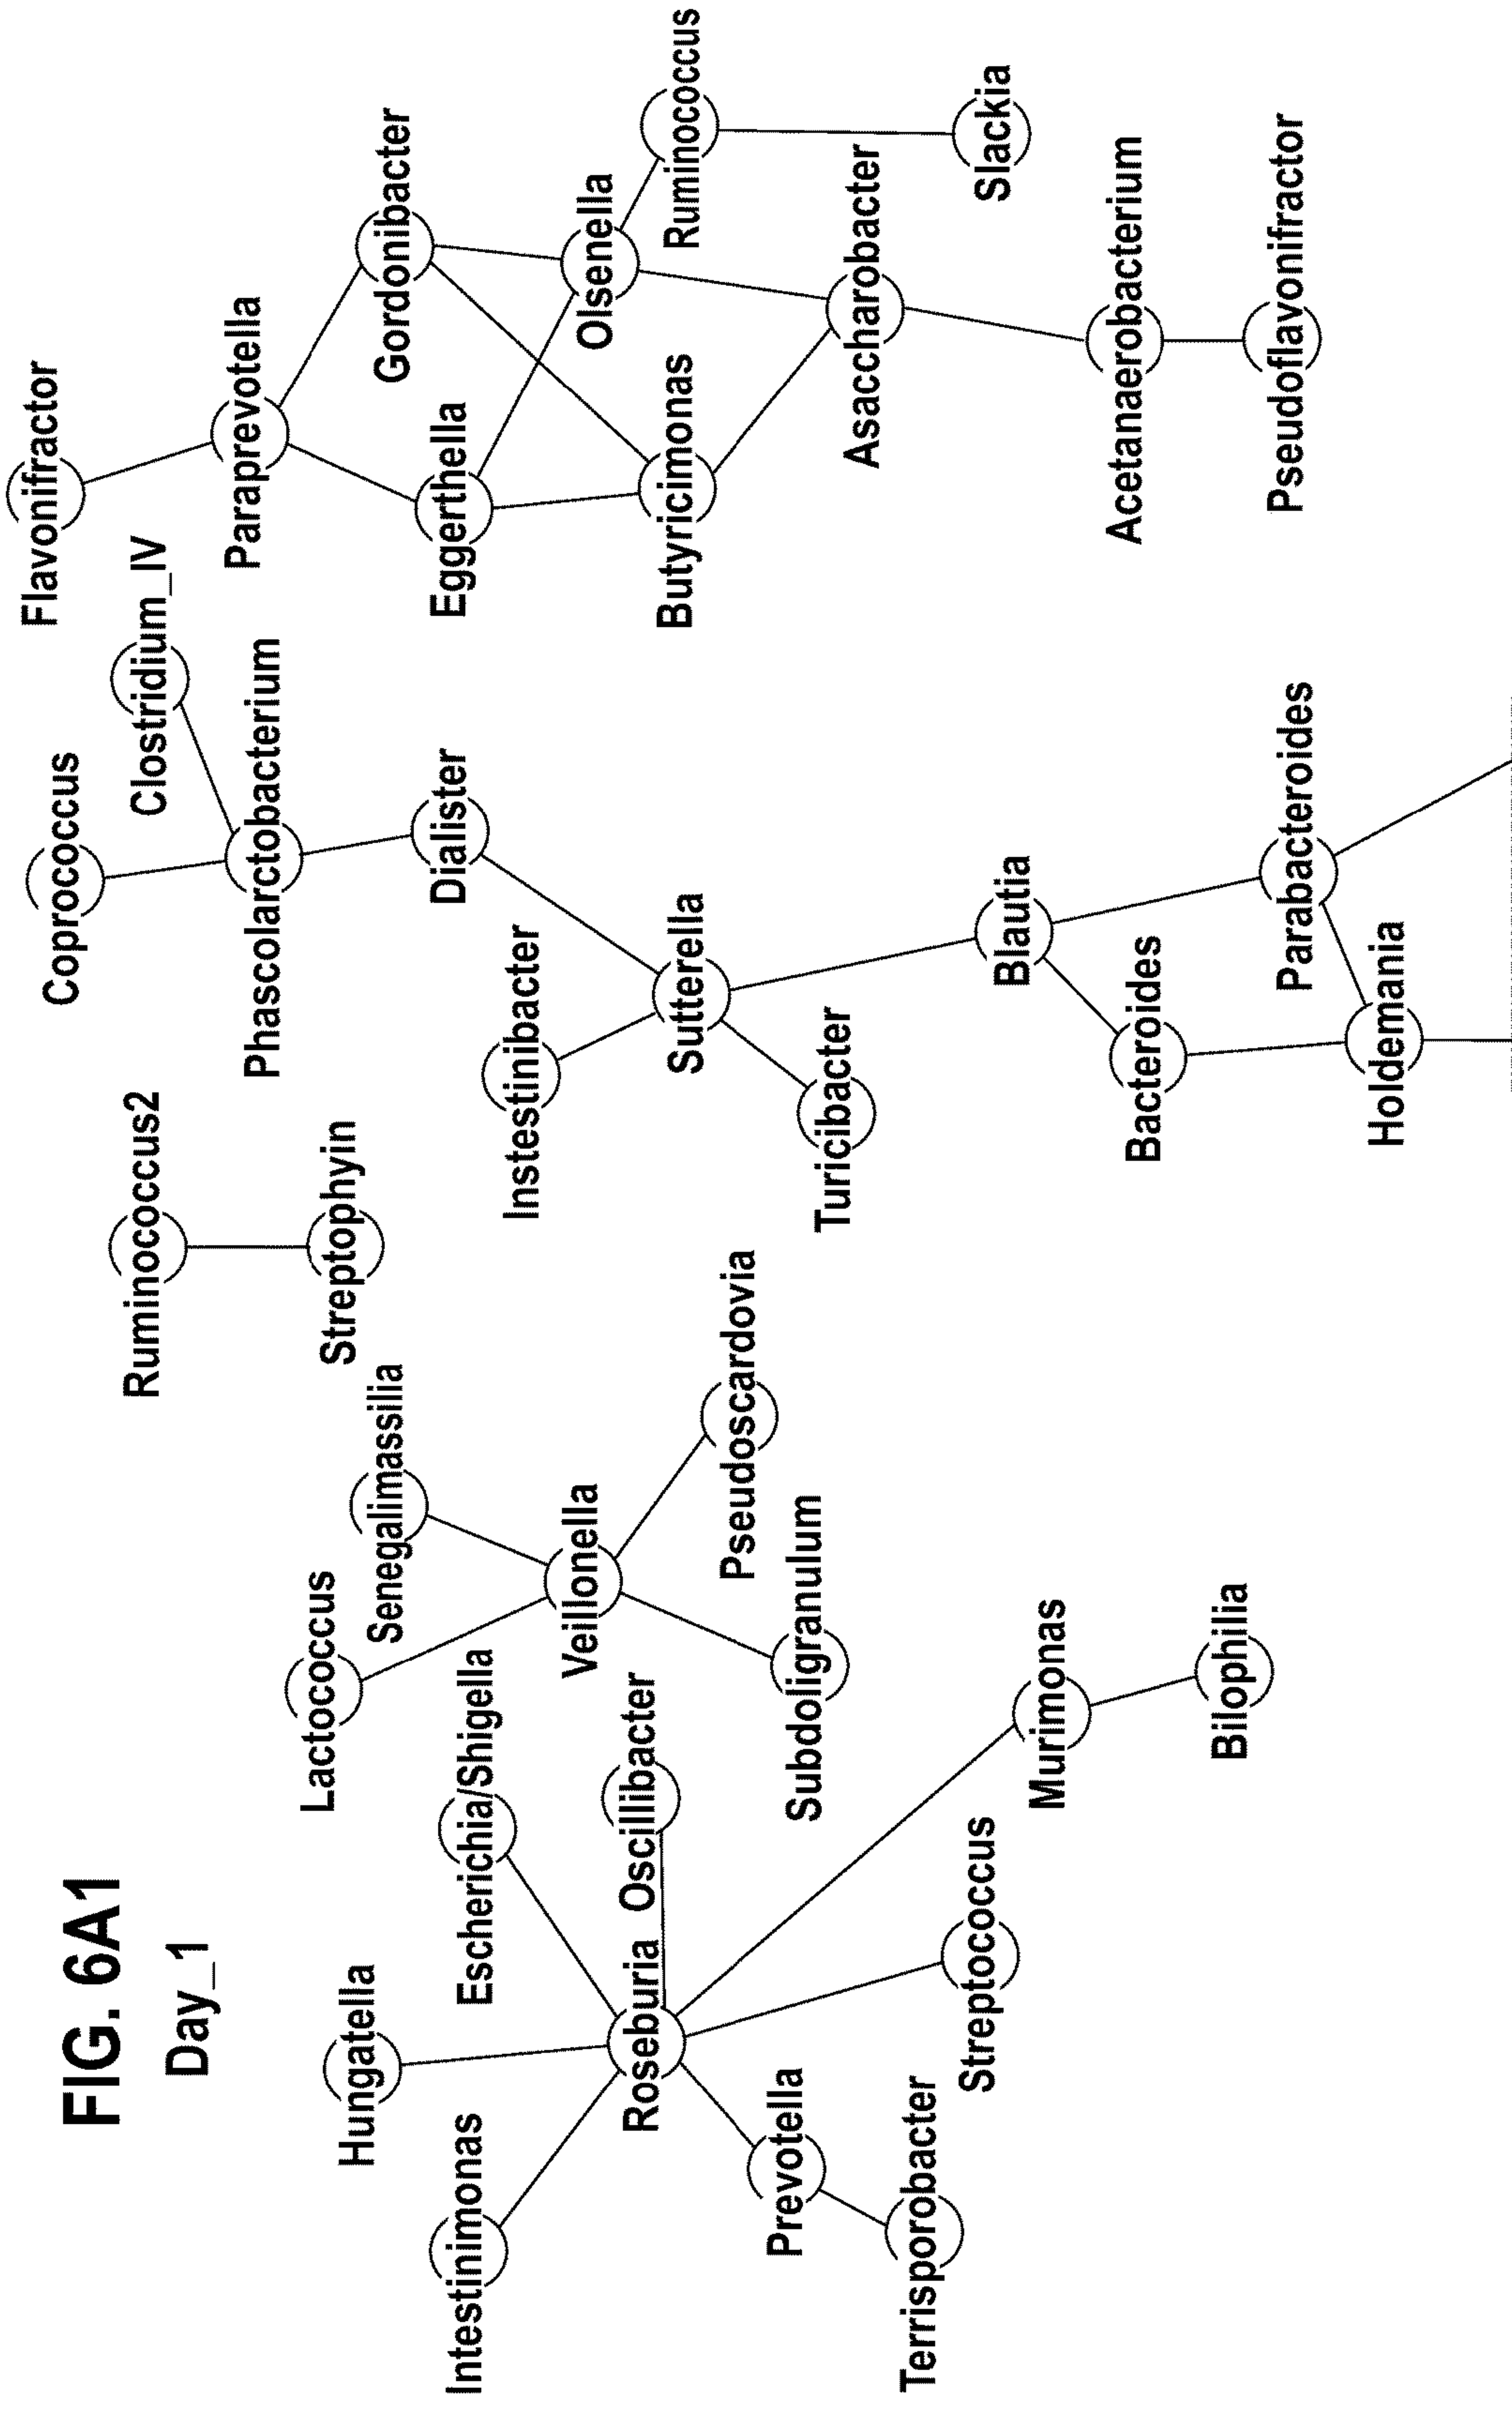 FIG. 6A1
Day_1
Hungatella
Intestinimonas
Escherichia/Shigella
Roseburia
Oscillibacter
Prevotella
Terrisporobacter
Streptococcus
Murimonas
Bilophilia
Lactococcus
Senegalimassilia
Veillonella
Pseudoscardovia
Subdoligranulum
Ruminococcus2
Streptophyin
Coprococcus
Clostridium_IV
Phascolarctobacterium
Dialister
Instestinibacter
Sutterella
Turicibacter
Blautia
Bacteroides
Parabacteroides
Holdemania
Flavonifractor
Paraprevotella
Gordonibacter
Eggerthella
Olsenella
Ruminococcus
Butyricimonas
Asaccharobacter
Slackia
Acetanaerobacterium
Pseudoflavonifractor